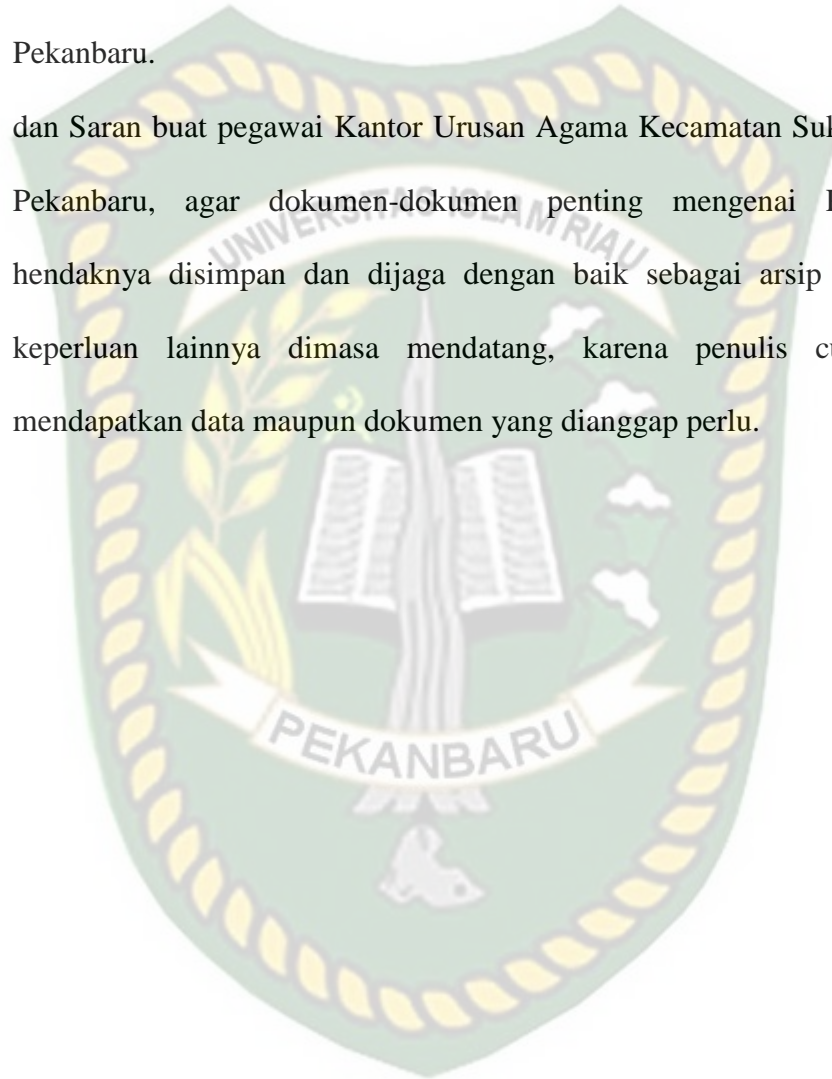 Pekanbaru.
dan Saran buat pegawai Kantor Urusan Agama Kecamatan
Pekanbaru, agar dokumen-dokumen penting mengenai
hendaknya disimpan dan dijaga dengan baik sebagai arsip
keperluan lainnya dimasa mendatang, karena penulis
mendapatkan data maupun dokumen yang dianggap perlu.
UNIVERSITAS ISLAM RIAU
PEKANBARU